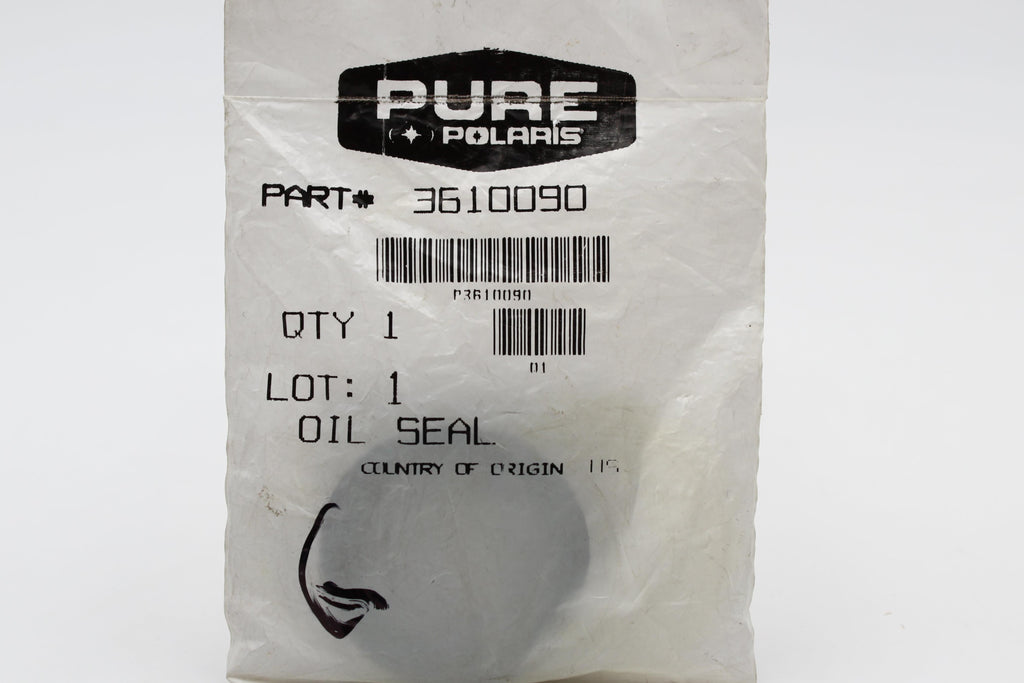 PURE
POLARIS
PART# 3610090
P3610090
QTY 1
01
LOT: 1
OIL SEAL
COUNTRY OF ORIGIN US